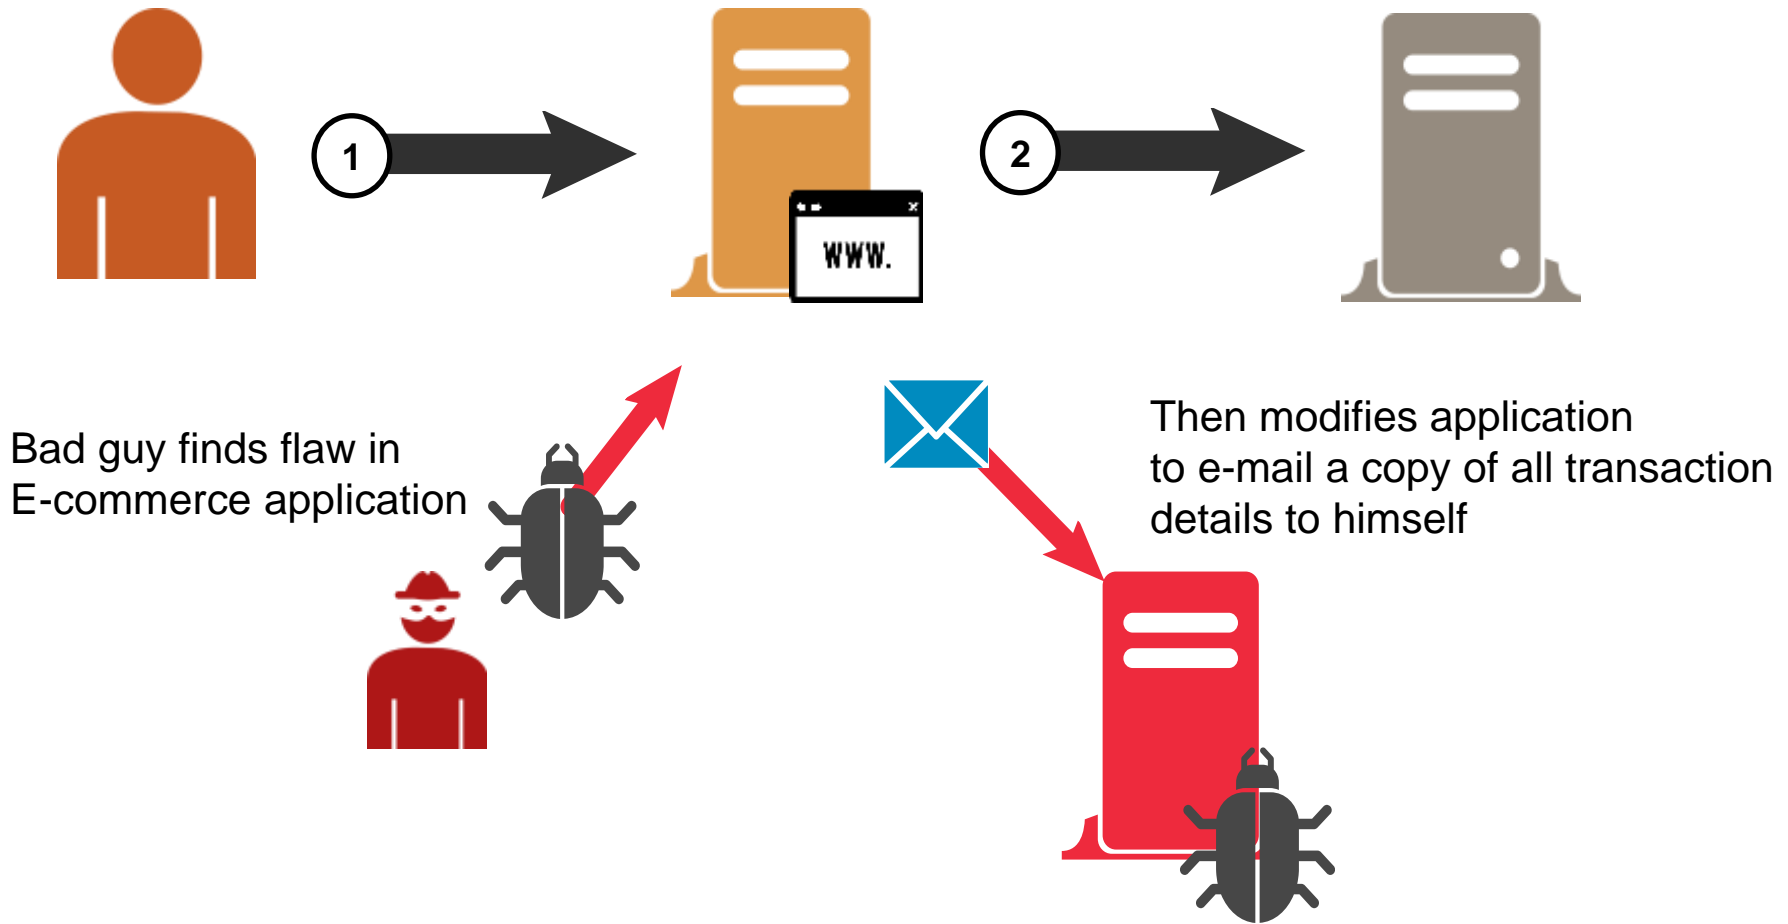 1
2
WWW.
Bad guy finds flaw in
E-commerce application
Then modifies application
to e-mail a copy of all transaction
details to himself